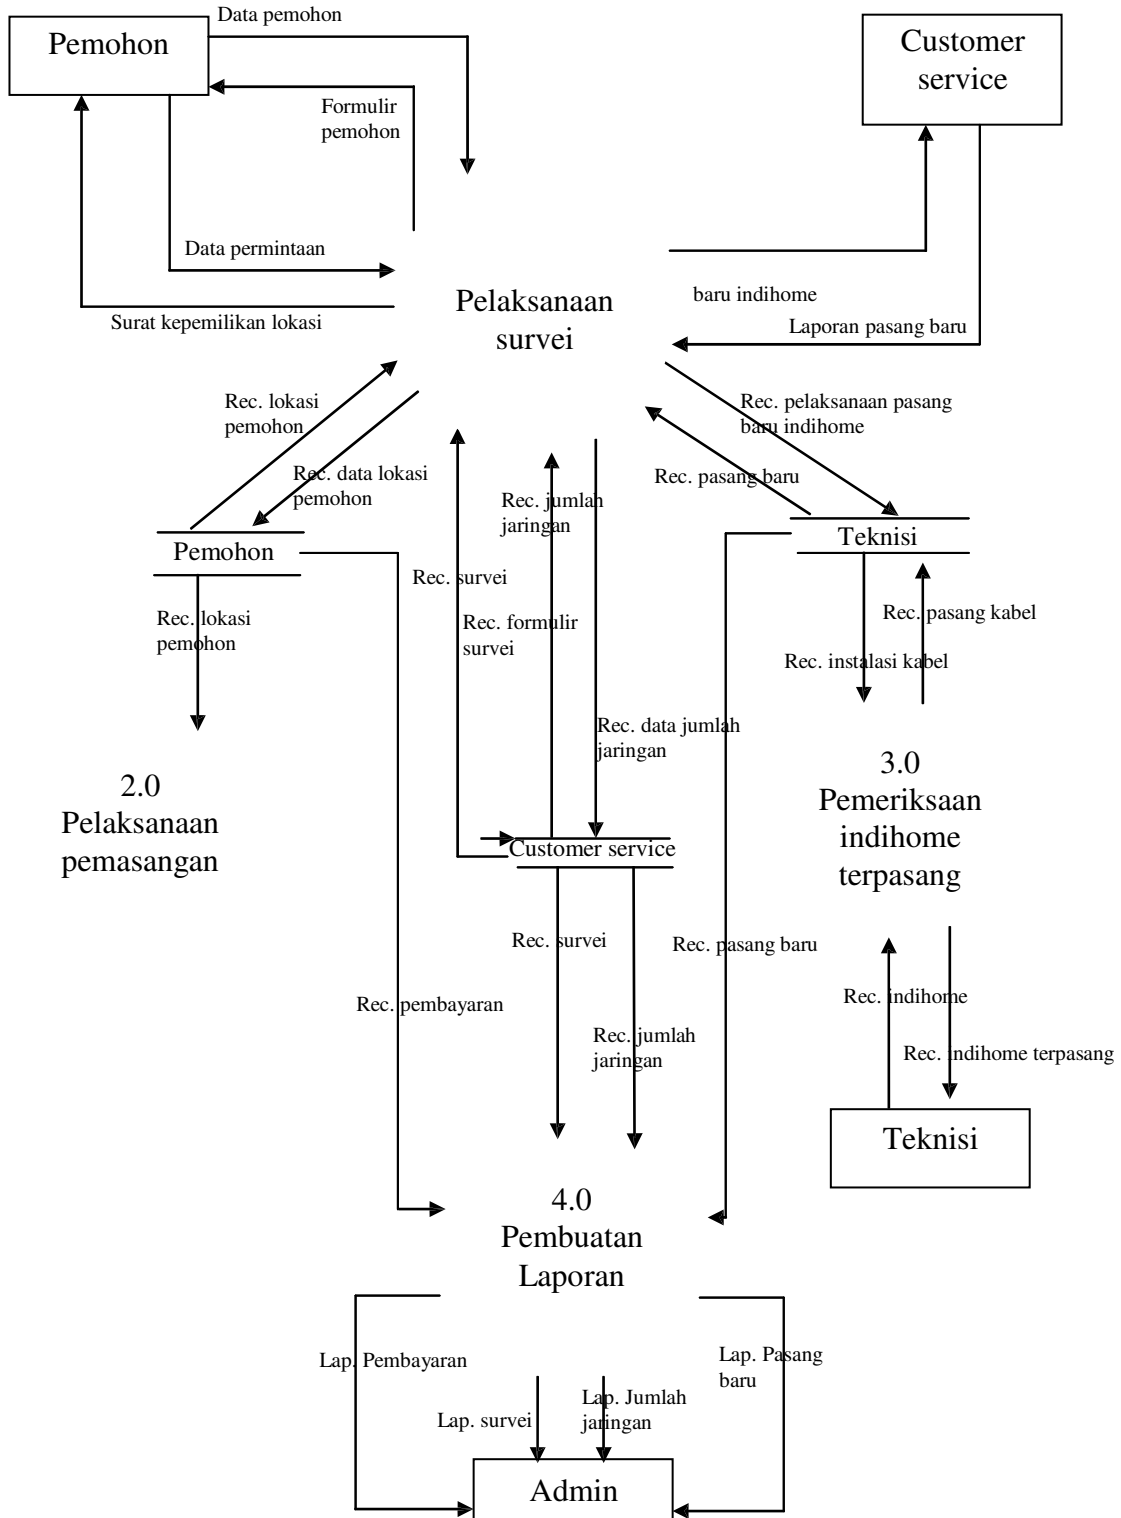 Data pemohon
Pemohon
Customer
service
Formulir
pemohon
Data permintaan
Surat kepemilikan lokasi
Pelaksanaan
survei
baru indihome
Laporan pasang baru
Rec. lokasi
pemohon
Rec. data lokasi
pemohon
Rec. pelaksanaan pasang
baru indihome
Rec. pasang baru
Rec. jumlah
jaringan
Pemohon
Teknisi
Rec. survei
Rec. lokasi
pemohon
Rec. formulir
survei
Rec. pasang kabel
Rec. instalasi kabel
Rec. data jumlah
jaringan
2.0
Pelaksanaan
pemasangan
3.0
Pemeriksaan
indihome
terpasang
Customer service
Rec. survei
Rec. pasang baru
Rec. pembayaran
Rec. jumlah
jaringan
Rec. indihome
Rec. indihome terpasang
Teknisi
4.0
Pembuatan
Laporan
Lap. Pembayaran
Lap. Pasang
baru
Lap. survei
Lap. Jumlah
jaringan
Admin